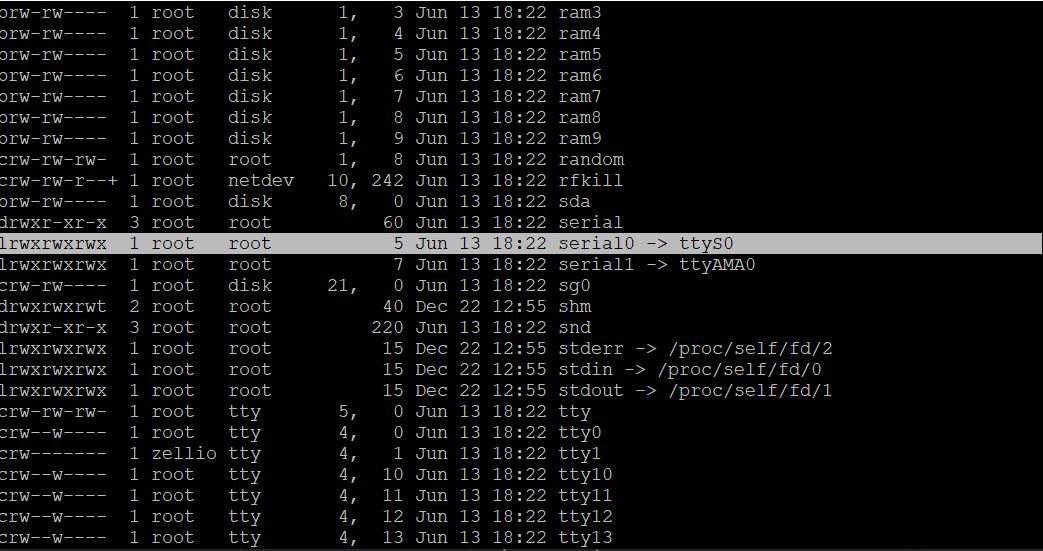 brw-rw---- 1 root disk 1, 3 Jun 13 18:22 ram3
brw-rw---- 1 root disk 1, 4 Jun 13 18:22 ram4
brw-rw---- 1 root disk 1, 5 Jun 13 18:22 ram5
brw-rw---- 1 root disk 1, 6 Jun 13 18:22 ram6
brw-rw---- 1 root disk 1, 7 Jun 13 18:22 ram7
brw-rw---- 1 root disk 1, 8 Jun 13 18:22 ram8
brw-rw---- 1 root disk 1, 9 Jun 13 18:22 ram9
crw-rw-rw- 1 root root 1, 8 Jun 13 18:22 random
crw-rw-r--+ 1 root netdev 10, 242 Jun 13 18:22 rfkill
brw-rw---- 1 root disk 8, 0 Jun 13 18:22 sda
drwxr-xr-x 3 root root 60 Jun 13 18:22 serial
lrwxrwxrwx 1 root root 5 Jun 13 18:22 serial0 -> ttyS0
lrwxrwxrwx 1 root root 7 Jun 13 18:22 serial1 -> ttyAMA0
crw-rw---- 1 root disk 21, 0 Jun 13 18:22 sg0
drwxrwxrwt 2 root root 40 Dec 22 12:55 shm
drwxr-xr-x 3 root root 220 Jun 13 18:22 snd
lrwxrwxrwx 1 root root 15 Dec 22 12:55 stderr -> /proc/self/fd/2
lrwxrwxrwx 1 root root 15 Dec 22 12:55 stdin -> /proc/self/fd/0
lrwxrwxrwx 1 root root 15 Dec 22 12:55 stdout -> /proc/self/fd/1
crw-rw-rw- 1 root tty 5, 0 Jun 13 18:22 tty
crw--w---- 1 root tty 4, 0 Jun 13 18:22 tty0
crw------- 1 zellio tty 4, 1 Jun 13 18:22 tty1
crw--w---- 1 root tty 4, 10 Jun 13 18:22 tty10
crw--w---- 1 root tty 4, 11 Jun 13 18:22 tty11
crw--w---- 1 root tty 4, 12 Jun 13 18:22 tty12
crw--w---- 1 root tty 4, 13 Jun 13 18:22 tty13